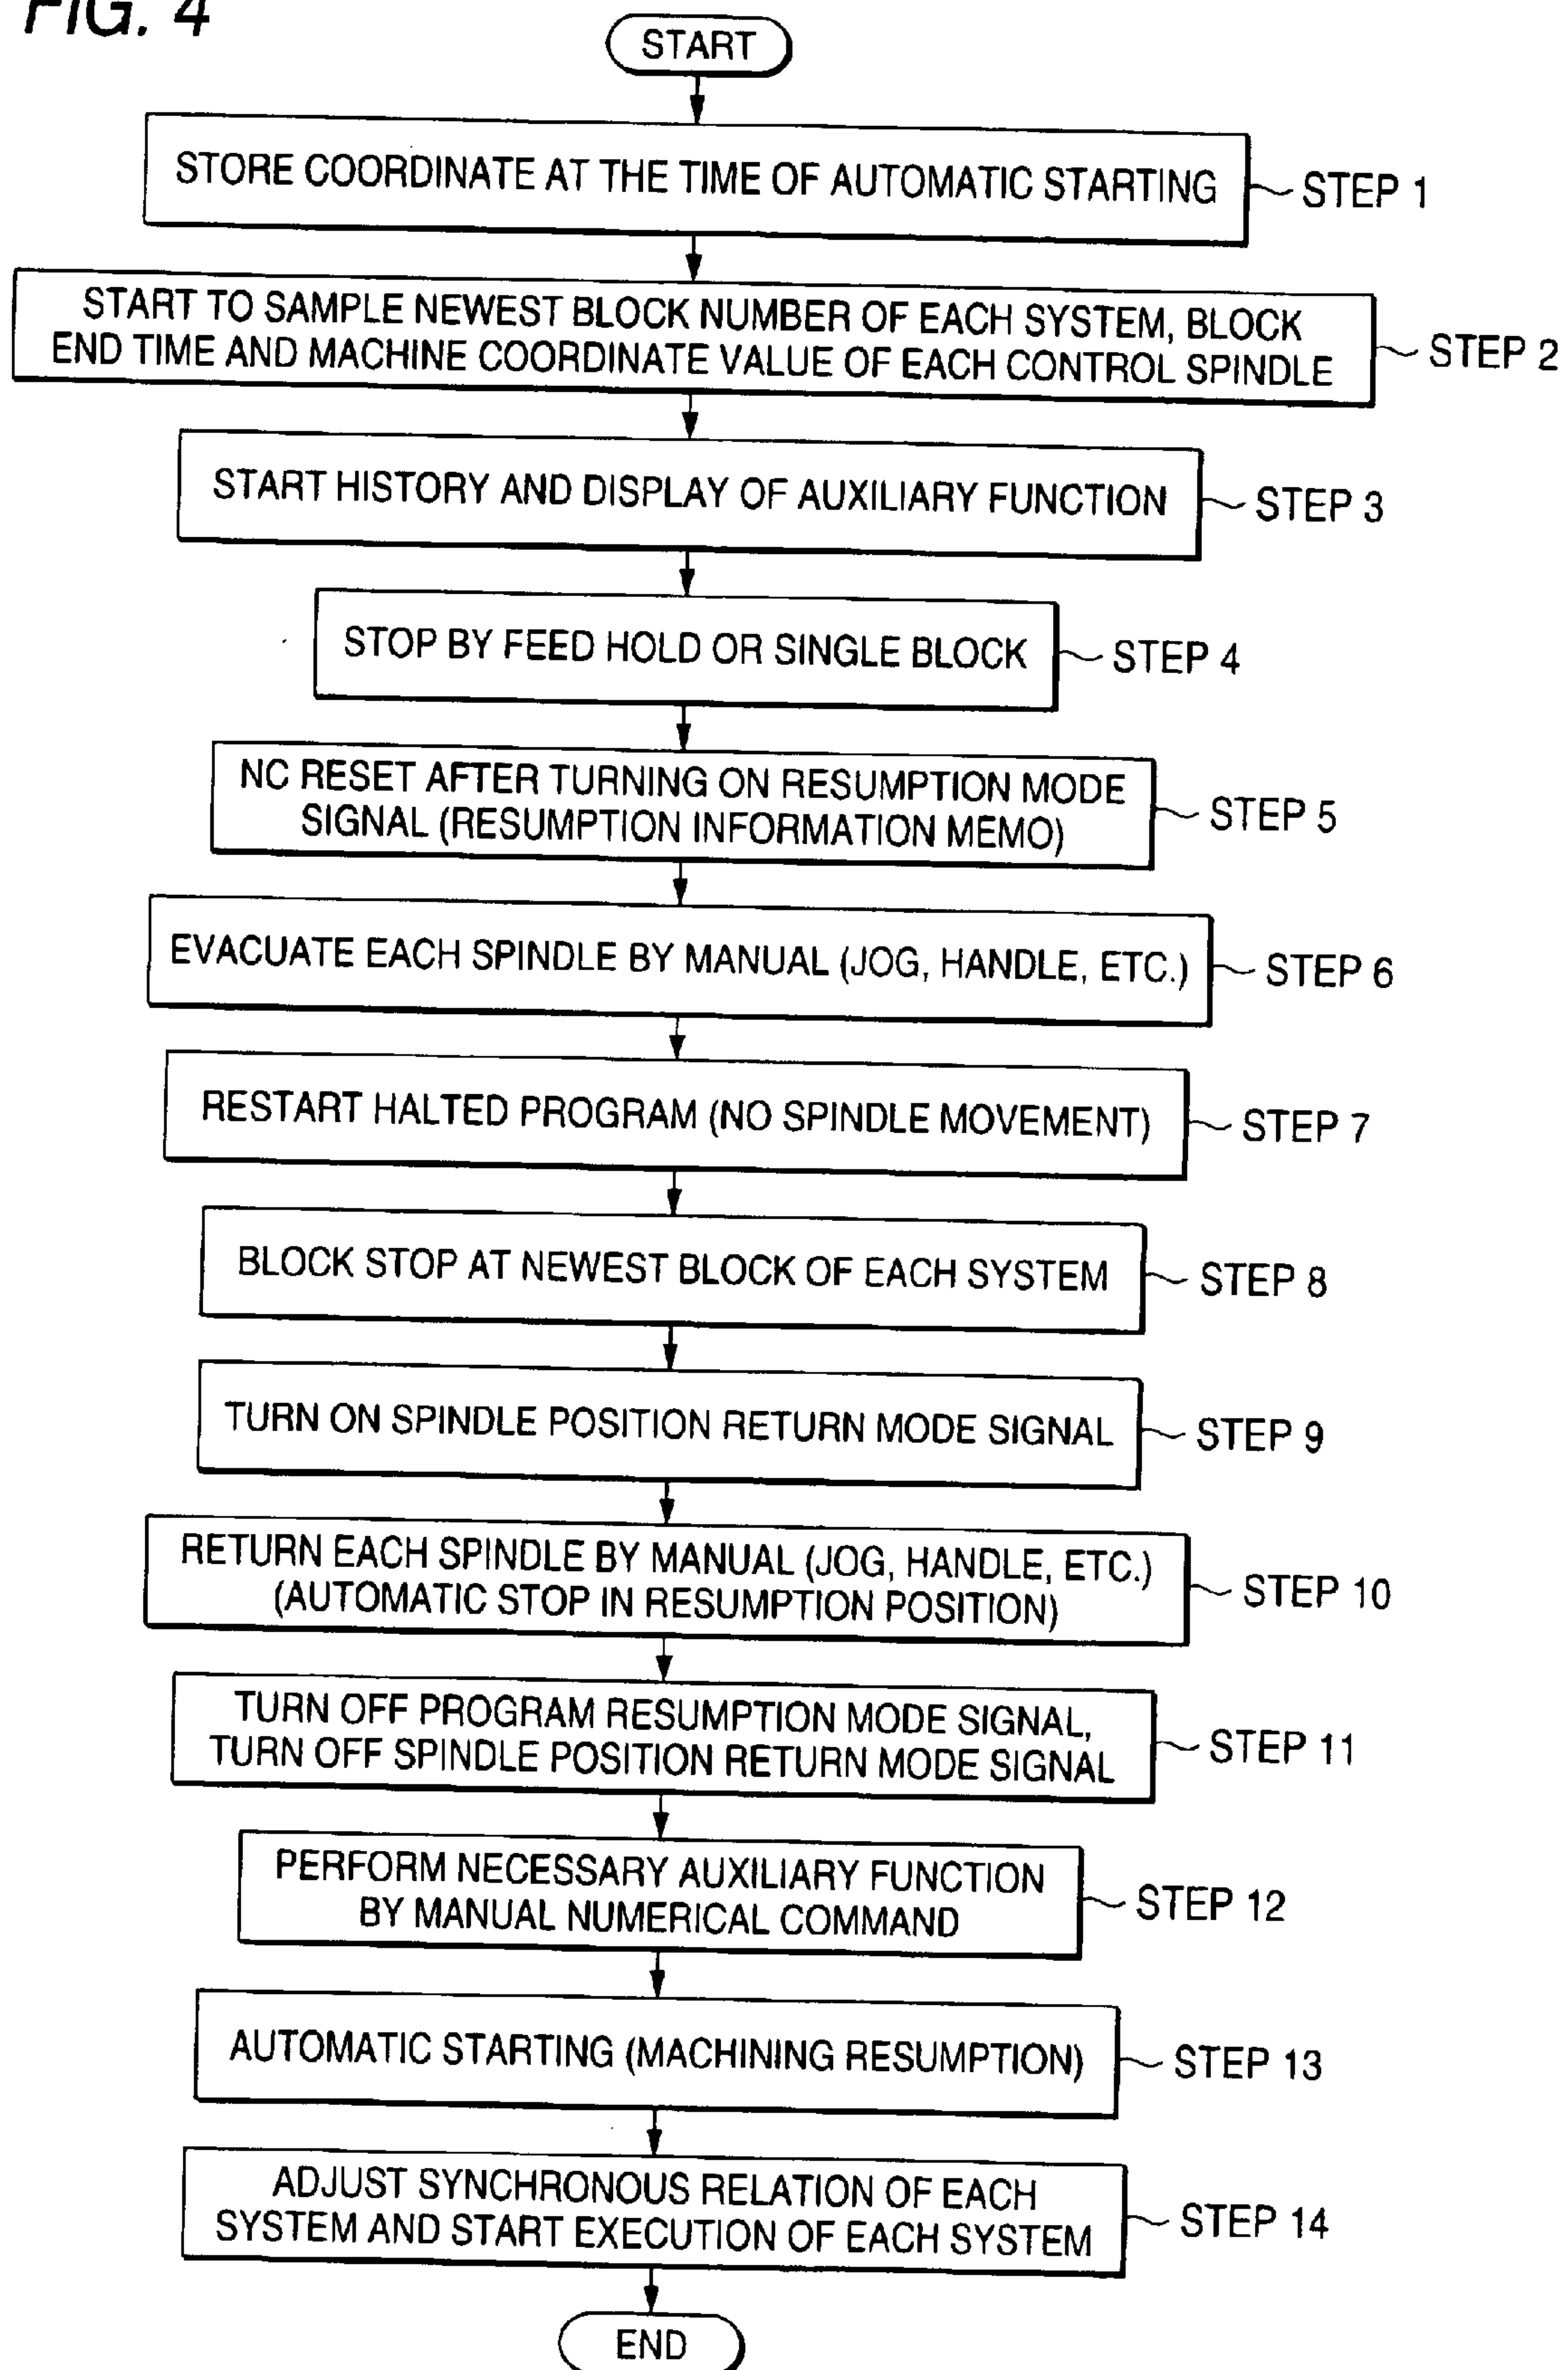 FIG. 4
START
STORE COORDINATE AT THE TIME OF AUTOMATIC STARTING
STEP 1
START TO SAMPLE NEWEST BLOCK NUMBER OF EACH SYSTEM, BLOCK
END TIME AND MACHINE COORDINATE VALUE OF EACH CONTROL SPINDLE
STEP 2
START HISTORY AND DISPLAY OF AUXILIARY FUNCTION
STEP 3
STOP BY FEED HOLD OR SINGLE BLOCK
STEP 4
NC RESET AFTER TURNING ON RESUMPTION MODE
SIGNAL (RESUMPTION INFORMATION MEMO)
STEP 5
EVACUATE EACH SPINDLE BY MANUAL (JOG, HANDLE, ETC.)
STEP 6
RESTART HALTED PROGRAM (NO SPINDLE MOVEMENT)
STEP 7
BLOCK STOP AT NEWEST BLOCK OF EACH SYSTEM
STEP 8
TURN ON SPINDLE POSITION RETURN MODE SIGNAL
STEP 9
RETURN EACH SPINDLE BY MANUAL (JOG, HANDLE, ETC.)
(AUTOMATIC STOP IN RESUMPTION POSITION)
STEP 10
TURN OFF PROGRAM RESUMPTION MODE SIGNAL,
TURN OFF SPINDLE POSITION RETURN MODE SIGNAL
STEP 11
PERFORM NECESSARY AUXILIARY FUNCTION
BY MANUAL NUMERICAL COMMAND
STEP 12
AUTOMATIC STARTING (MACHINING RESUMPTION)
STEP 13
ADJUST SYNCHRONOUS RELATION OF EACH
SYSTEM AND START EXECUTION OF EACH SYSTEM
STEP 14
END